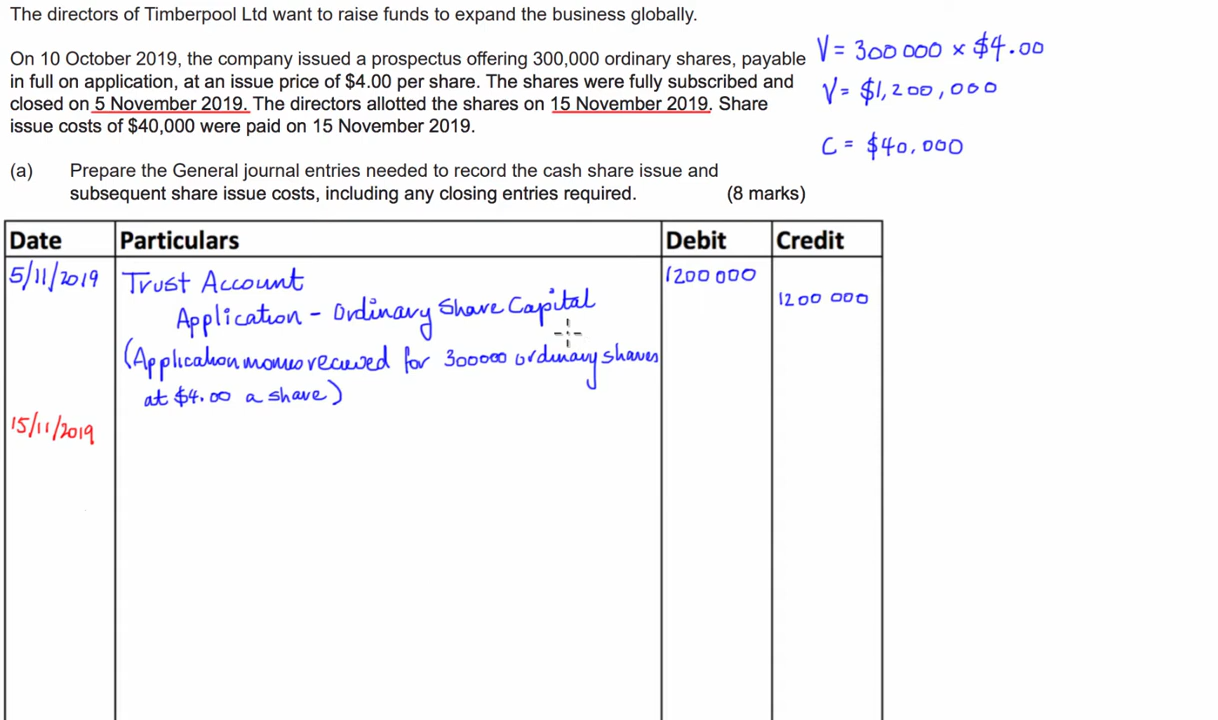 The directors of Timberpool Ltd want to raise funds to expand the business globally.
On 10 October 2019, the company issued a prospectus offering 300,000 ordinary shares, payable
in full on application, at an issue price of $4.00 per share. The shares were fully subscribed and
closed on 5 November 2019. The directors allotted the shares on 15 November 2019. Share
issue costs of $40,000 were paid on 15 November 2019.
V = 300 000 × $4.00
V = $1,200,000
C = $40,000
(a) Prepare the General journal entries needed to record the cash share issue and
subsequent share issue costs, including any closing entries required. (8 marks)
Date Particulars Debit Credit
5/11/2019 Trust Account 1200 000
Application - Ordinary Share Capital 1200 000
(Application received for 300000 ordinary shares
at $4.00 a share)
15/11/2019